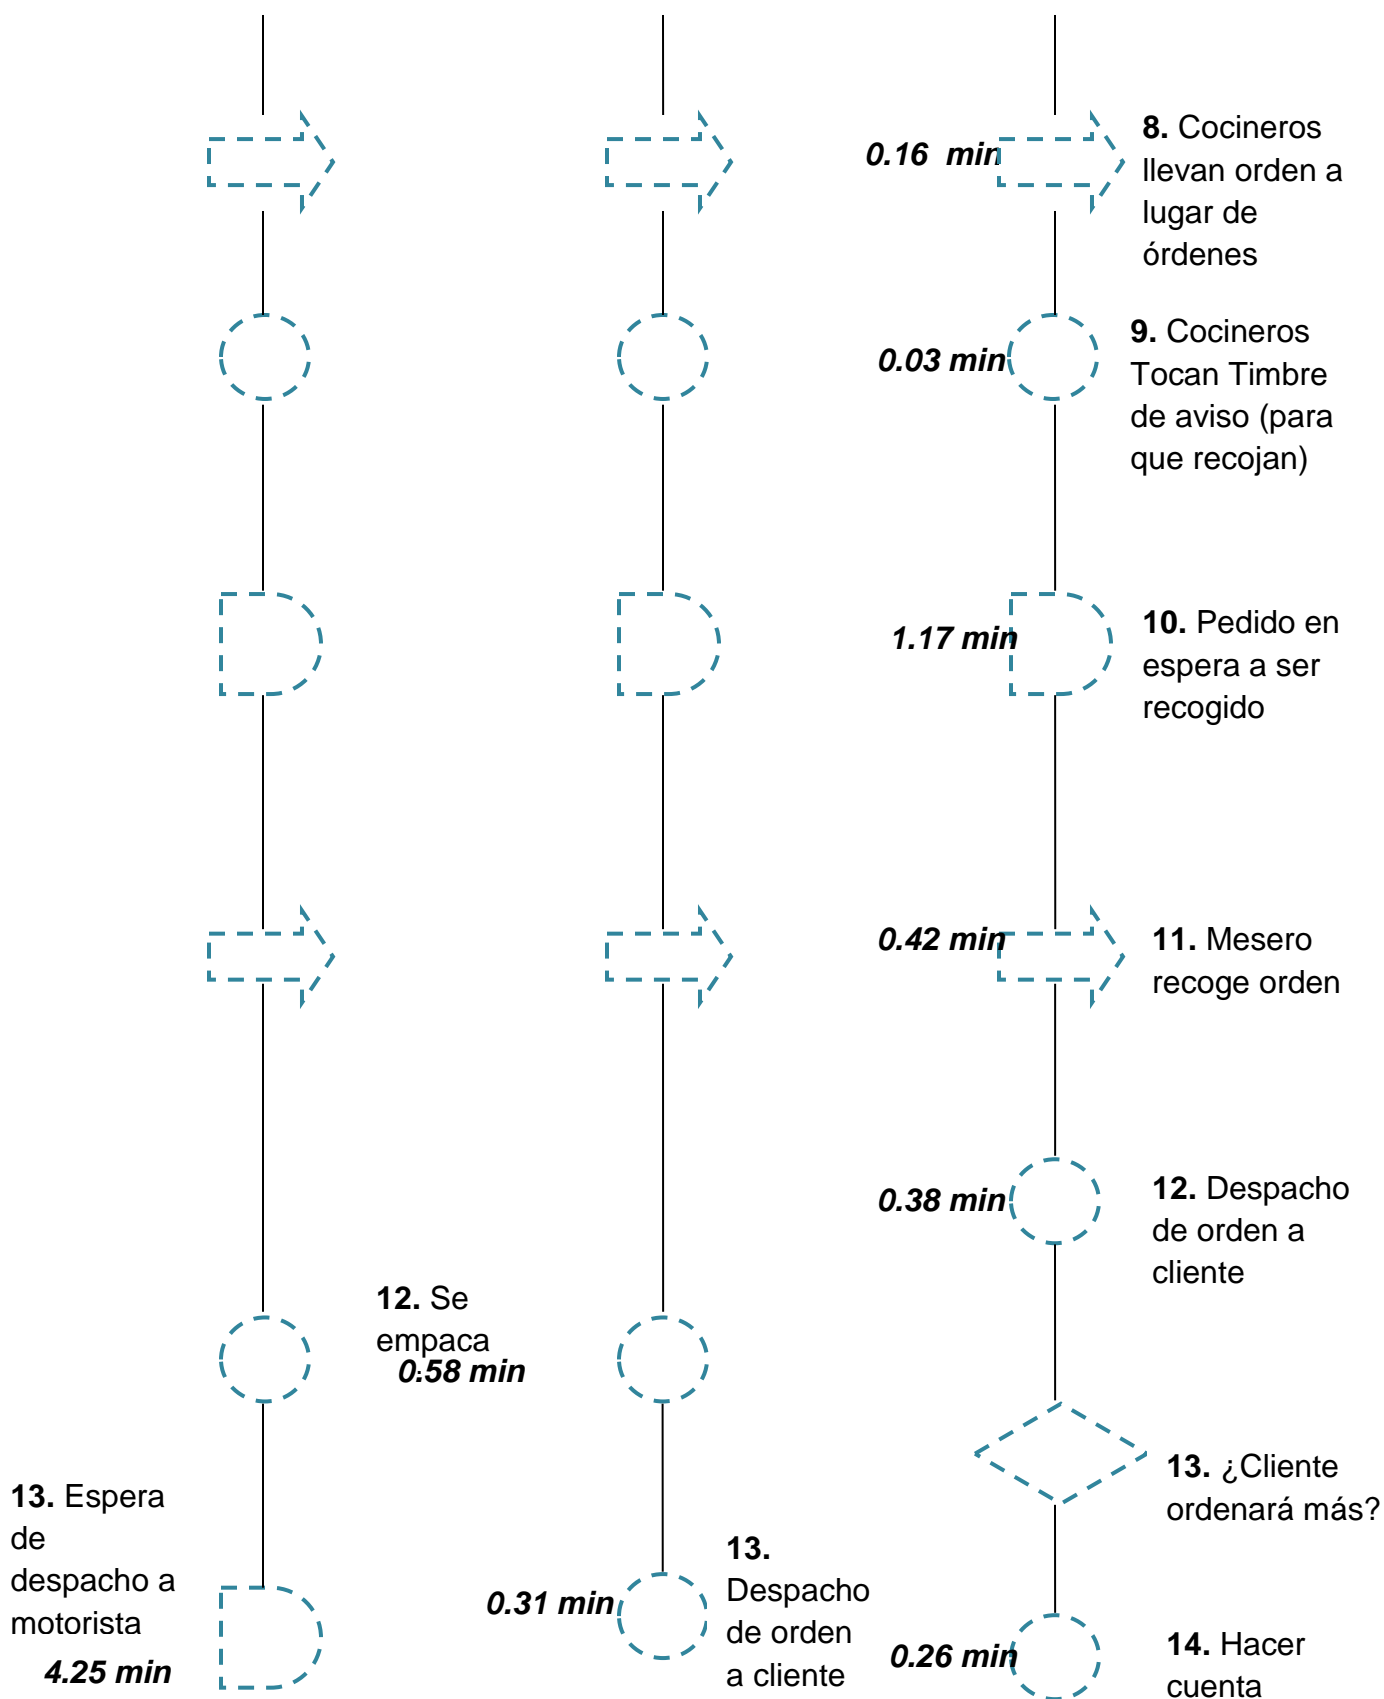 0.16 min
8. Cocineros
llevan orden a
lugar de
órdenes
0.03 min
9. Cocineros
Tocan Timbre
de aviso (para
que recojan)
1.17 min
10. Pedido en
espera a ser
recogido
0.42 min
11. Mesero
recoge orden
0.38 min
12. Despacho
de orden a
cliente
12. Se
empaca
0.58 min
13. ¿Cliente
ordenará más?
13. Espera
de
despacho a
motorista
4.25 min
0.31 min
13.
Despacho
de orden
a cliente
0.26 min
14. Hacer
cuenta